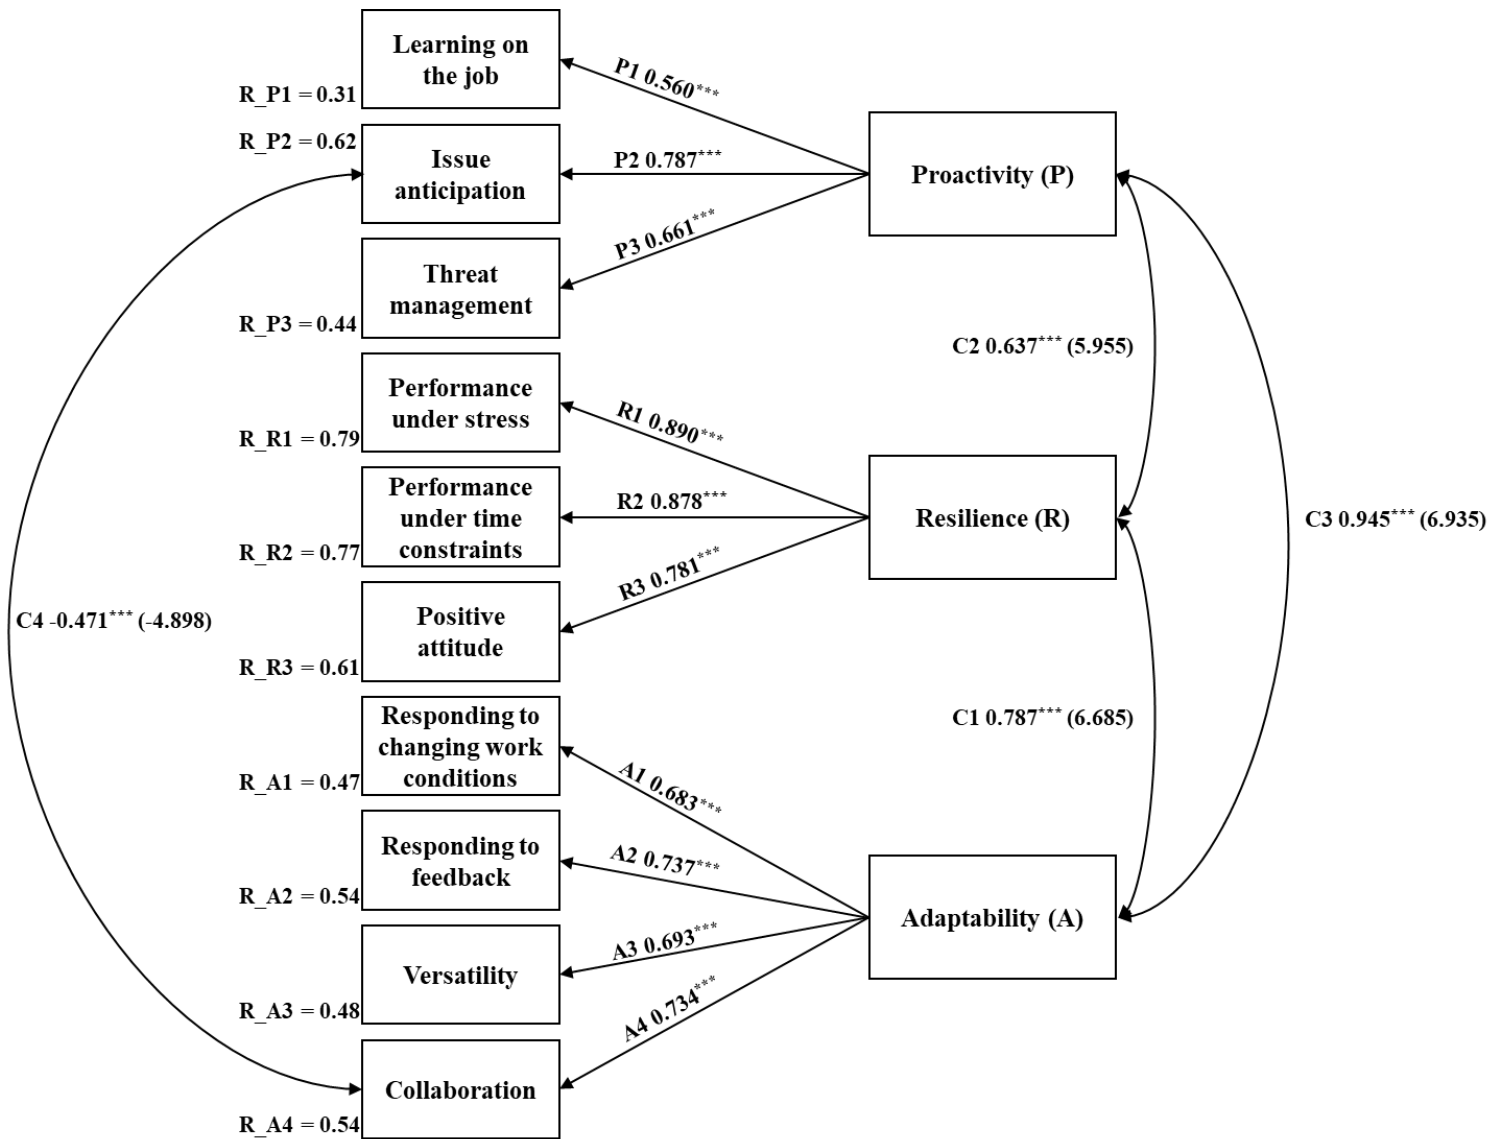 Learning on
the job
R_P1 = 0.31
P1 0.560***
R_P2 = 0.62
Issue
anticipation
P2 0.787***
Proactivity (P)
Threat
management
P3 0.661***
R_P3 = 0.44
C2 0.637*** (5.955)
Performance
under stress
R1 0.890***
R_R1 = 0.79
Performance
under time
constraints
R2 0.878***
Resilience (R)
C3 0.945*** (6.935)
R_R2 = 0.77
R3 0.781***
Positive
attitude
C4 -0.471*** (-4.898)
R_R3 = 0.61
Responding to
changing work
conditions
C1 0.787*** (6.685)
R_A1 = 0.47
A1 0.683***
Responding to
feedback
A2 0.737***
R_A2 = 0.54
Adaptability (A)
A3 0.693***
Versatility
R_A3 = 0.48
A4 0.734***
Collaboration
R_A4 = 0.54